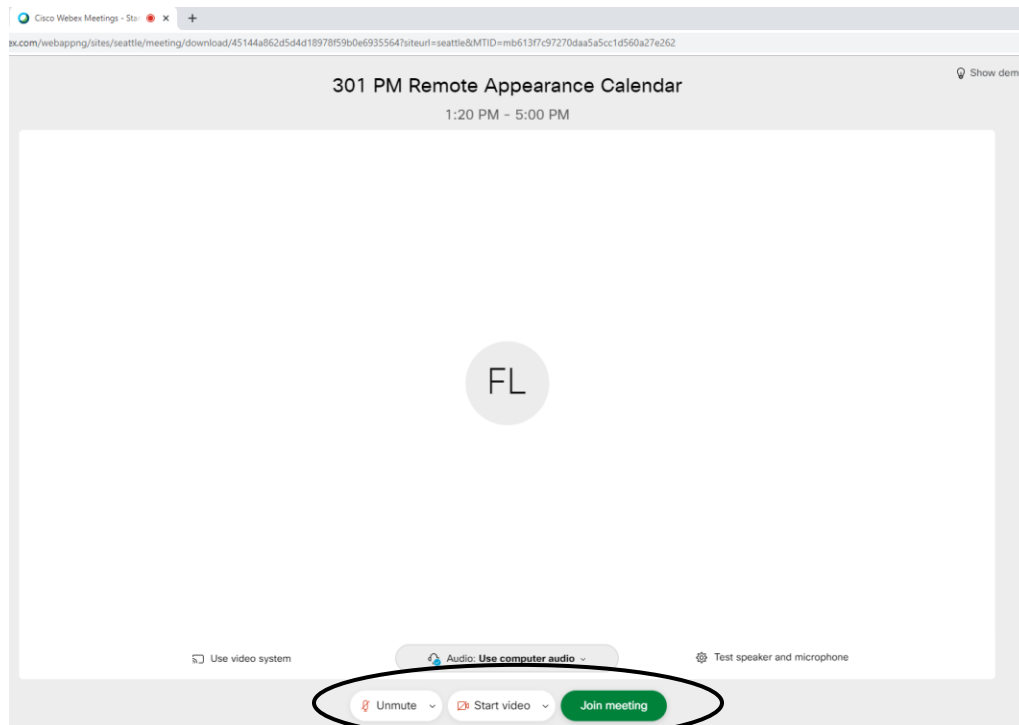 Cisco Webex Meetings - Sta
ex.com/webappng/sites/seattle/meeting/download/45144a862d5d4d18978f59b0e6935564?siteurl=seattle&MTID=mb613f7c97270daa5a5cc1d560a27e262
Show dem
301 PM Remote Appearance Calendar
1:20 PM - 5:00 PM
FL
Use video system
Audio: Use computer audio
Test speaker and microphone
Unmute
Start video
Join meeting